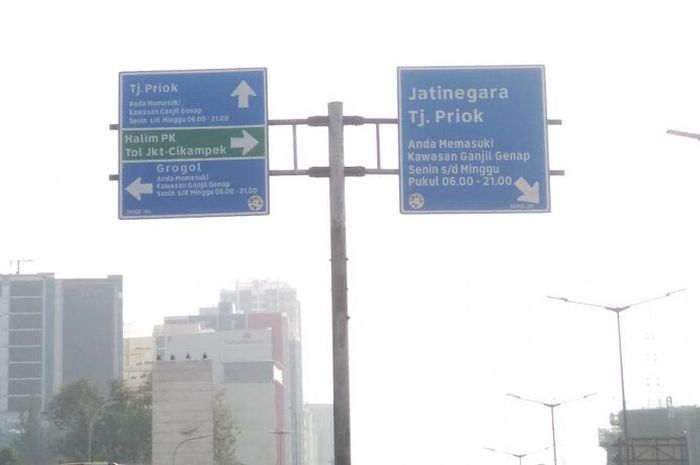 Tj. Priok
Anda Memasuki
Kawasan Ganjil Genap
Senin s/d Minggu 06.00 - 21.00
Halim PK
Tol Jkt-Cikampek
Grogol
Anda Memasuki
Kawasan Ganjil Genap
Senin s/d Minggu 06.00 - 21.00
Jatinegara
Tj. Priok
Anda Memasuki
Kawasan Ganjil Genap
Senin s/d Minggu
Pukul 06.00 - 21.00